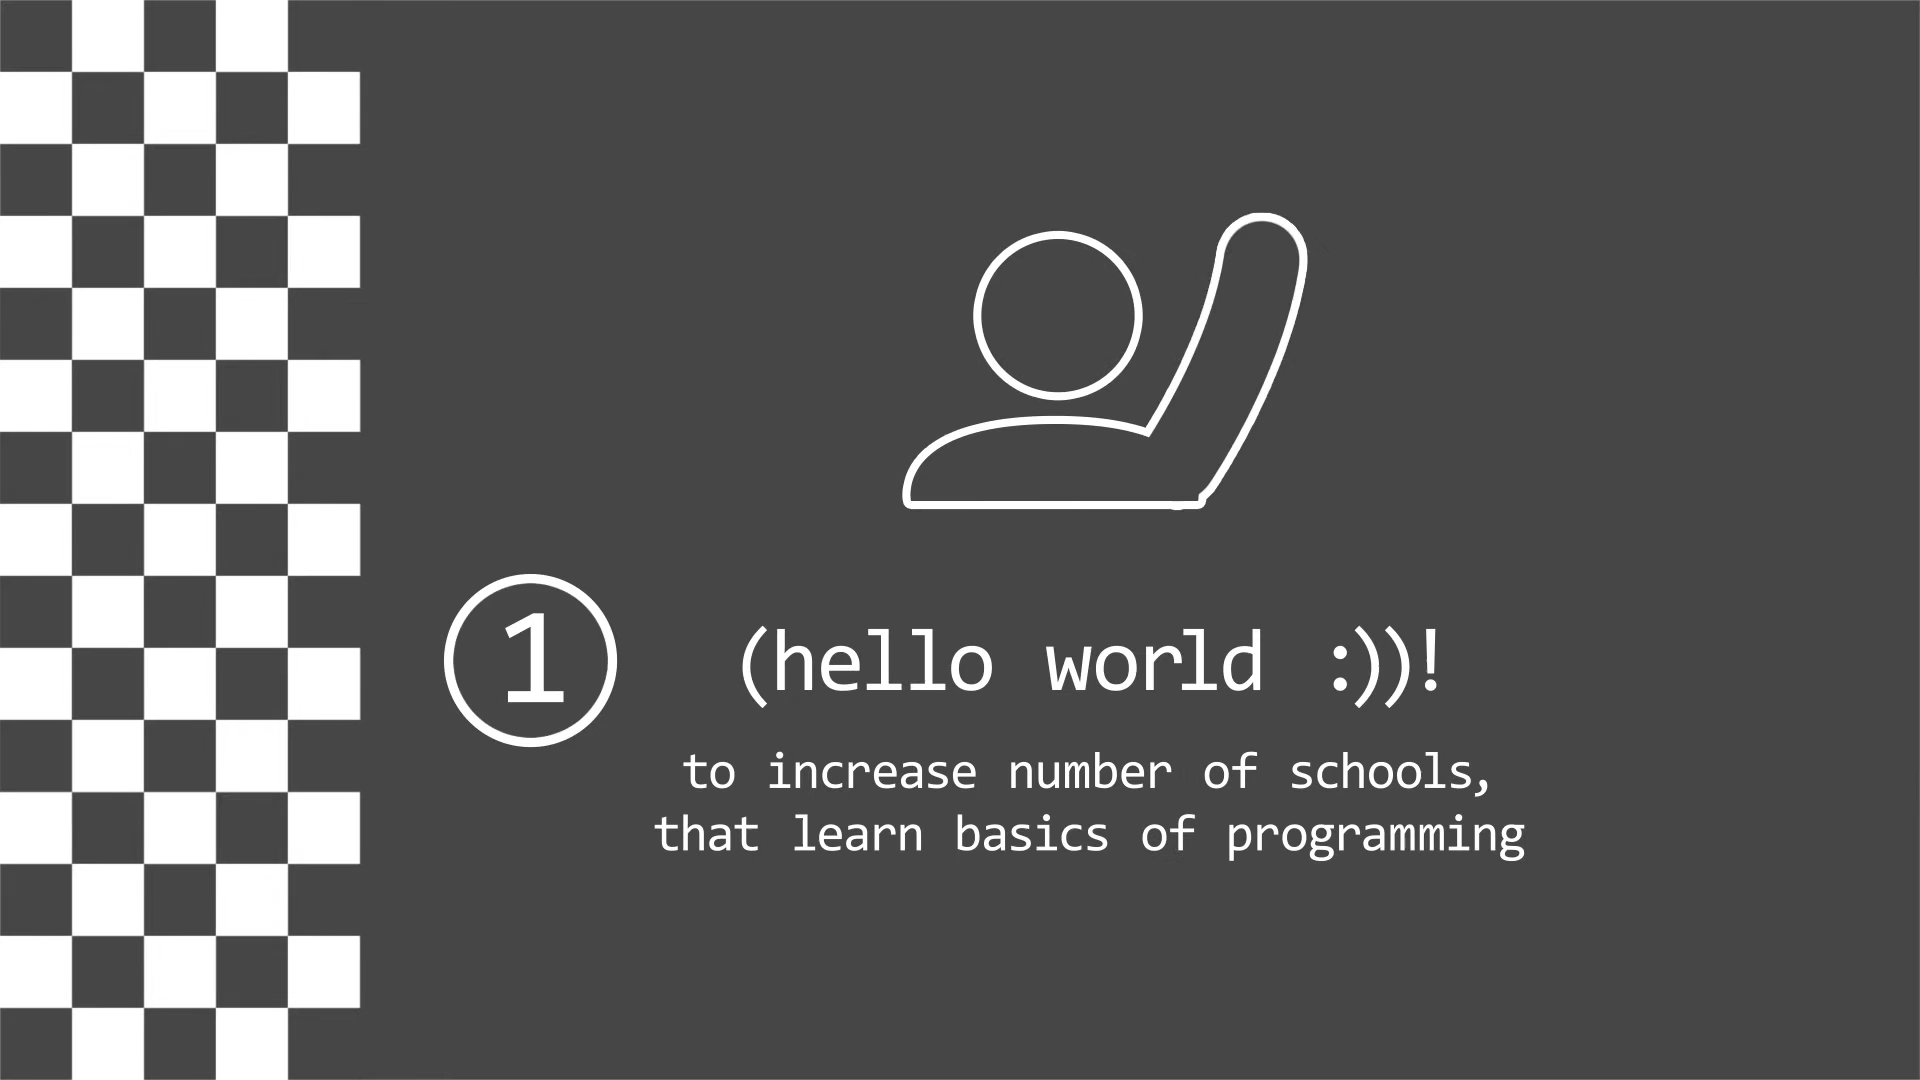 1
(hello world :))!
to increase number of schools,
that learn basics of programming